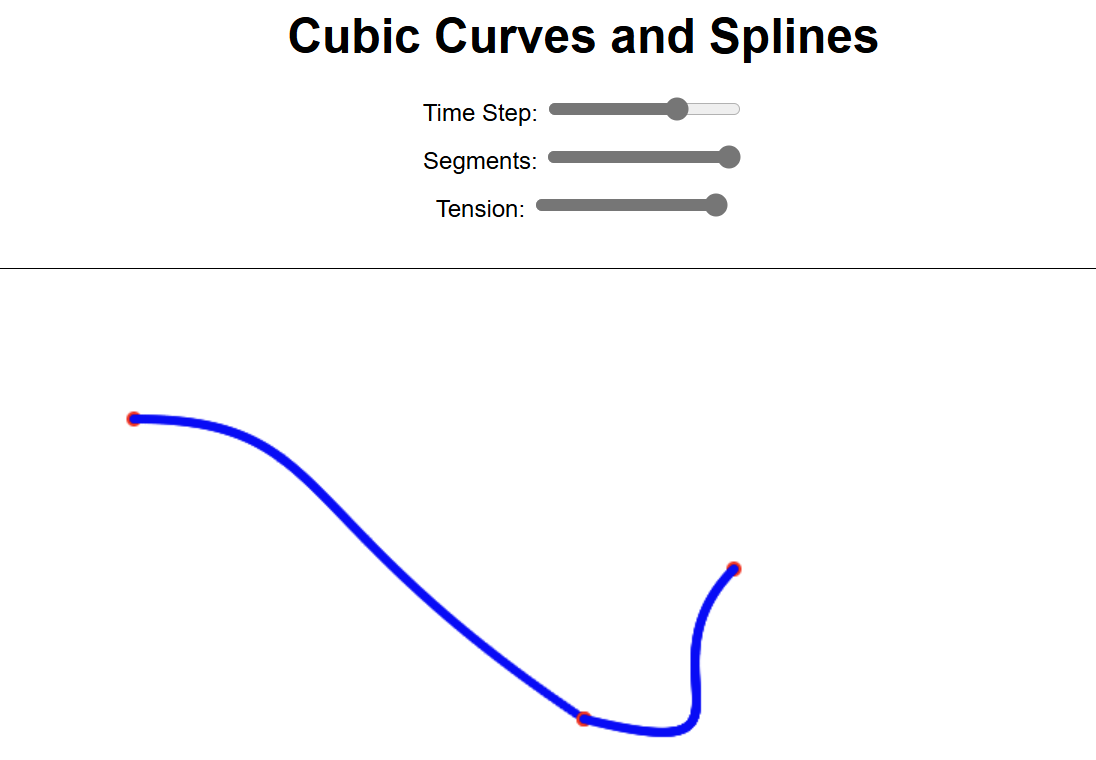 Cubic Curves and Splines
Time Step:
Segments:
Tension: